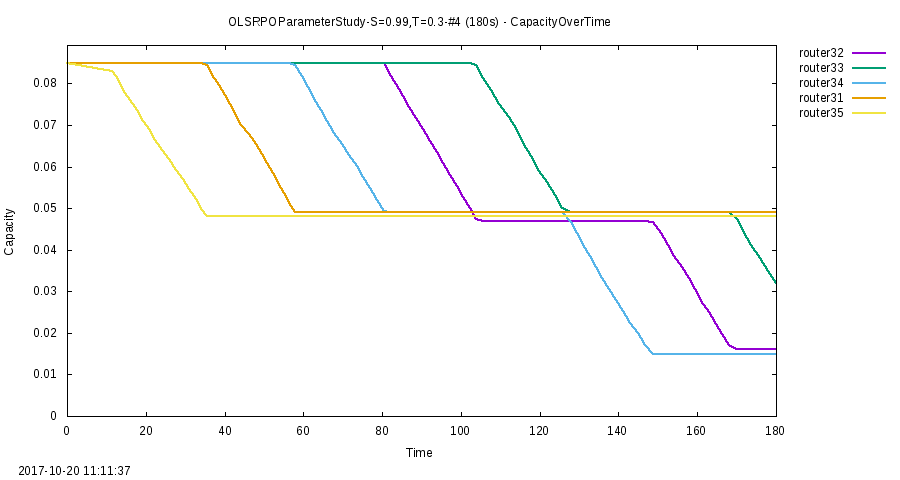 OLSRPOParameterStudy-S=0.99,T=0.3-#4 (180s) - CapacityOverTime
router32
router33
router34
router31
router35
0.08
0.07
0.06
0.05
0.04
0.03
0.02
0.01
0
Capacity
0 20 40 60 80 100 120 140 160 180
Time
2017-10-20 11:11:37